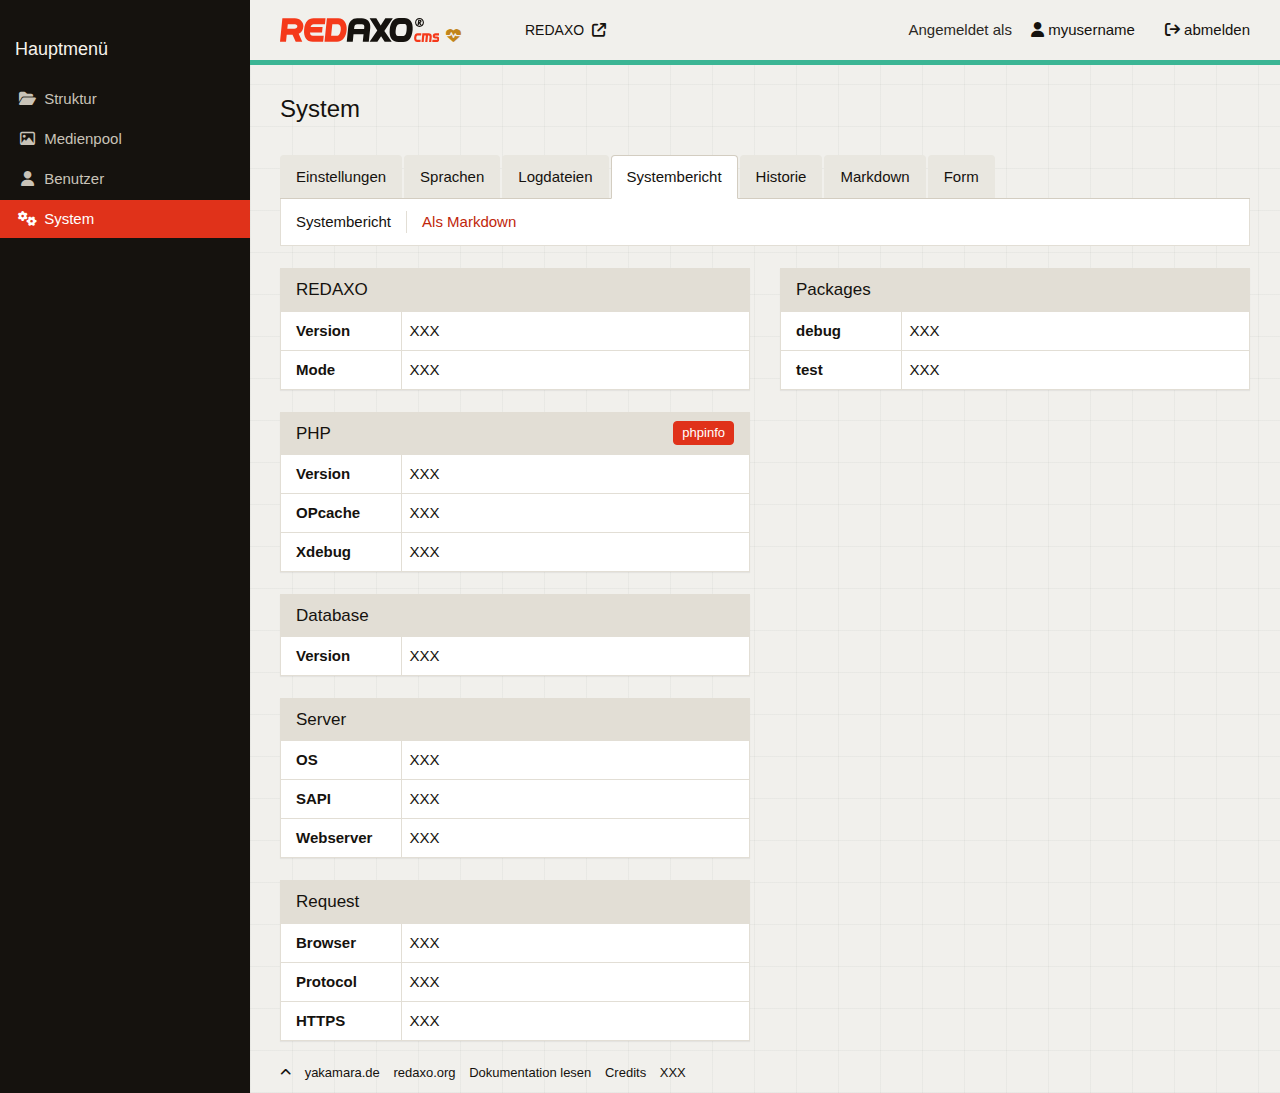 Hauptmenü
Struktur
Medienpool
Benutzer
System
REDAXO® cms
REDAXO
Angemeldet als myusername abmelden
System
Einstellungen Sprachen Logdateien Systembericht Historie Markdown Form
Systembericht Als Markdown
REDAXO
Version XXX
Mode XXX
PHP phpinfo
Version XXX
OPcache XXX
Xdebug XXX
Database
Version XXX
Server
OS XXX
SAPI XXX
Webserver XXX
Request
Browser XXX
Protocol XXX
HTTPS XXX
Packages
debug XXX
test XXX
yakamara.de redaxo.org Dokumentation lesen Credits XXX